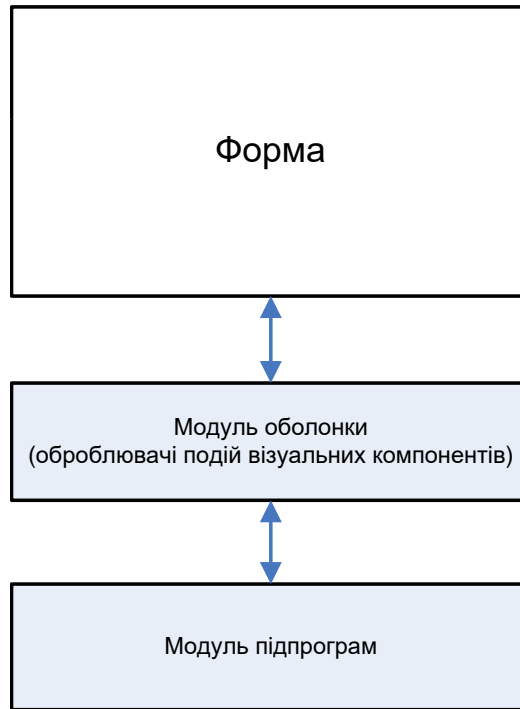 Форма
Модуль оболонки
(оброблювачі подій візуальних компонентів)
Модуль підпрограм